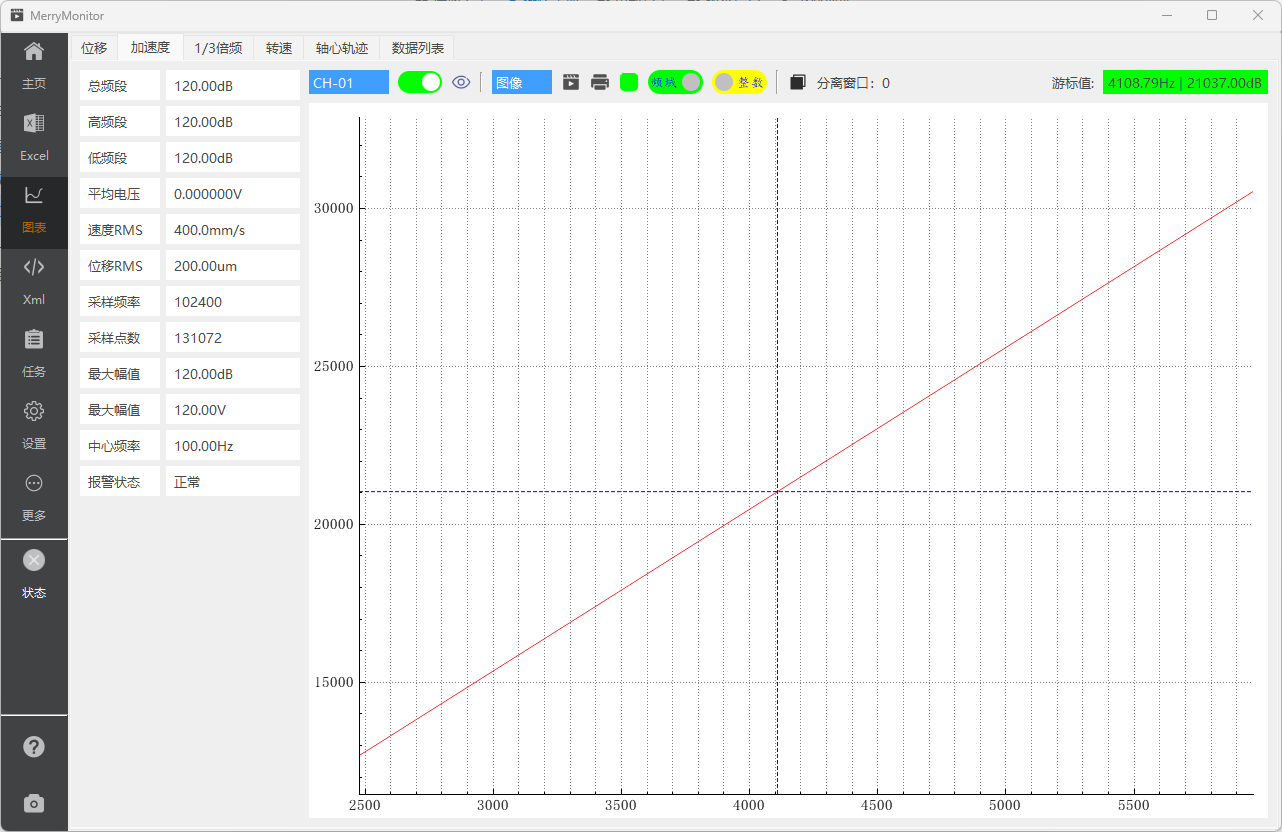 MerryMonitor
主页
Excel
图表
Xml
任务
设置
更多
状态
位移 加速度 1/3倍频 转速 轴心轨迹 数据列表
总频段 120.00dB
高频段 120.00dB
低频段 120.00dB
平均电压 0.000000V
速度RMS 400.0mm/s
位移RMS 200.00um
采样频率 102400
采样点数 131072
最大幅值 120.00dB
最大幅值 120.00V
中心频率 100.00Hz
报警状态 正常
CH-01 图像 频域 整数 分离窗口：0 游标值: 4108.79Hz | 21037.00dB
30000
25000
20000
15000
2500 3000 3500 4000 4500 5000 5500